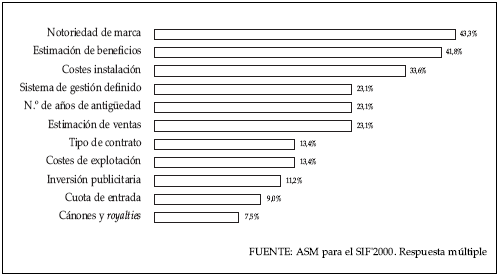 Notoriedad de marca 43,3%
Estimación de beneficios 41,8%
Costes instalación 33,6%
Sistema de gestión definido 23,1%
N.º de años de antigüedad 23,1%
Estimación de ventas 23,1%
Tipo de contrato 13,4%
Costes de explotación 13,4%
Inversión publicitaria 11,2%
Cuota de entrada 9,0%
Cánones y royalties 7,5%
FUENTE: ASM para el SIF'2000. Respuesta múltiple